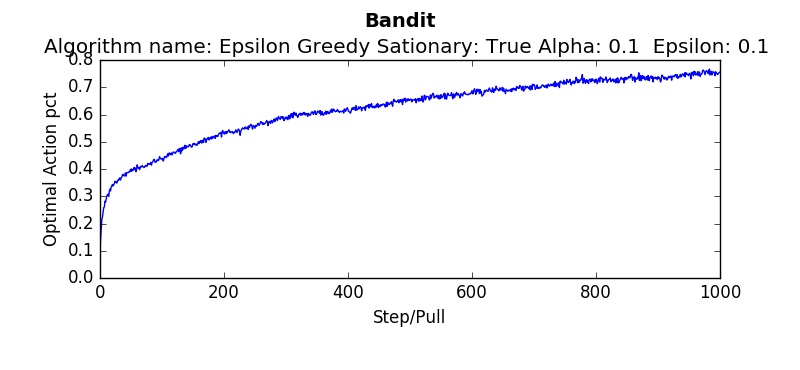 Bandit
Algorithm name: Epsilon Greedy Sationary: True Alpha: 0.1  Epsilon: 0.1
0.8
0.7
0.6
0.5
0.4
0.3
0.2
0.1
0.0
Optimal Action pct
0 200 400 600 800 1000
Step/Pull